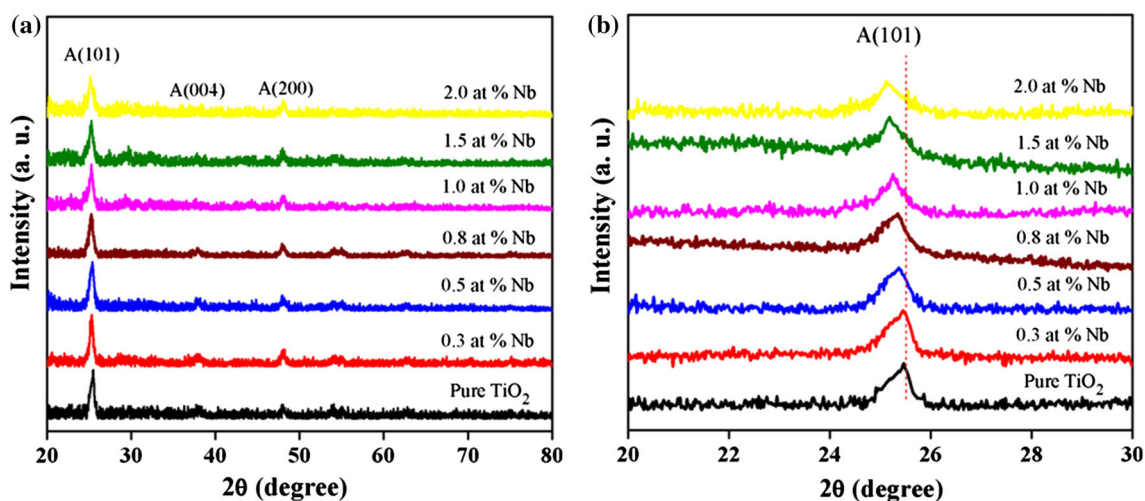 (a)
A(101)
A(004)
A(200)
2.0 at % Nb
1.5 at % Nb
1.0 at % Nb
0.8 at % Nb
0.5 at % Nb
0.3 at % Nb
Pure TiO2
Intensity (a. u.)
20 30 40 50 60 70 80
2θ (degree)
(b)
A(101)
2.0 at % Nb
1.5 at % Nb
1.0 at % Nb
0.8 at % Nb
0.5 at % Nb
0.3 at % Nb
Pure TiO2
Intensity (a. u.)
20 22 24 26 28 30
2θ (degree)